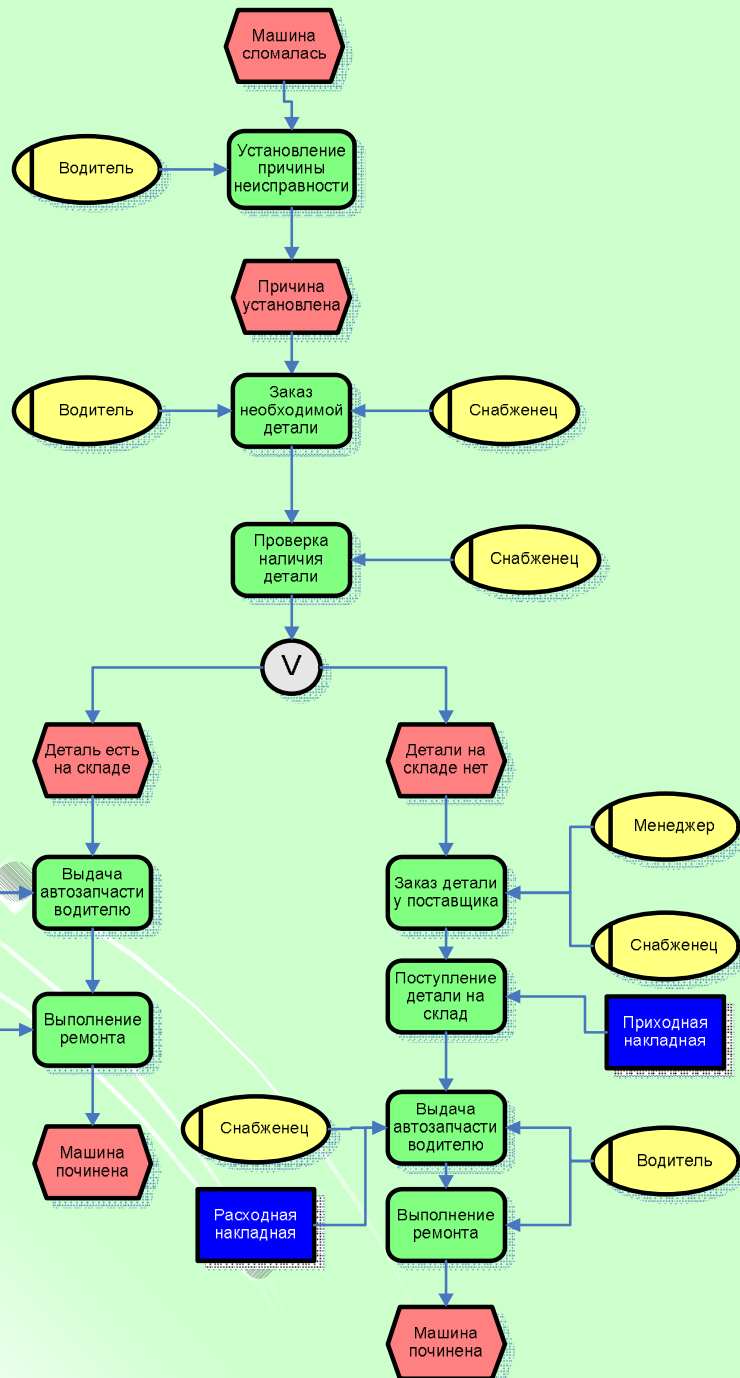 Машина
сломалась
Водитель
Установление
причины
неисправности
Причина
установлена
Водитель
Заказ
необходимой
детали
Снабженец
Проверка
наличия
детали
Снабженец
V
Деталь есть
на складе
Детали на
складе нет
Менеджер
Выдача
автозапчасти
водителю
Заказ детали
у поставщика
Снабженец
Поступление
детали на
склад
Выполнение
ремонта
Приходная
накладная
Снабженец
Выдача
автозапчасти
водителю
Машина
починена
Водитель
Расходная
накладная
Выполнение
ремонта
Машина
починена